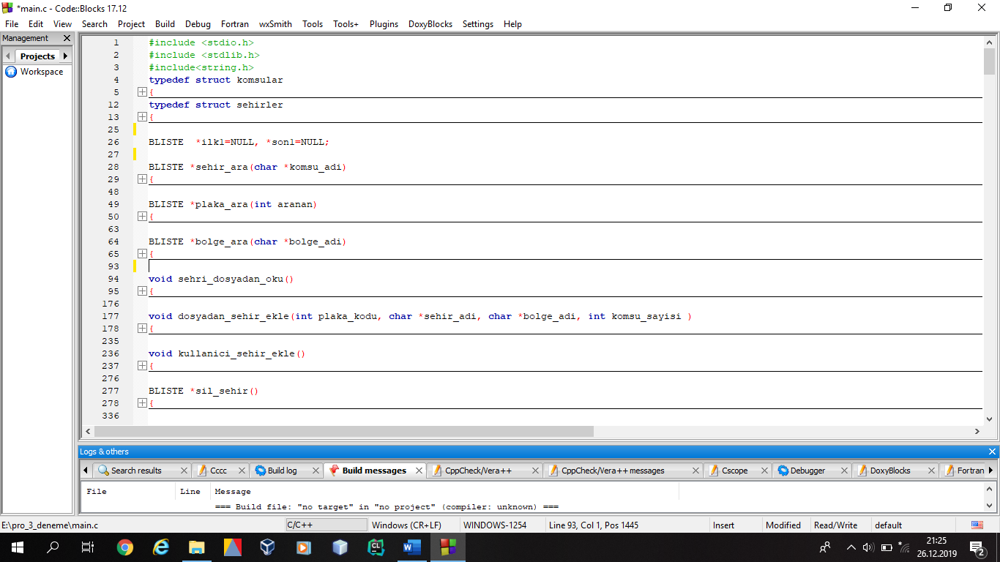 *main.c - Code::Blocks 17.12
File Edit View Search Project Build Debug Fortran wxSmith Tools Tools+ Plugins DoxyBlocks Settings Help
Management
Projects
Workspace
1 #include <stdio.h>
2 #include <stdlib.h>
3 #include<string.h>
4 typedef struct komsular
5 {
12 typedef struct sehirler
13 {
25
26 BLISTE  *ilk1=NULL, *son1=NULL;
27
28 BLISTE *sehir_ara(char *komsu_adi)
29 {
48
49 BLISTE *plaka_ara(int aranan)
50 {
63
64 BLISTE *bolge_ara(char *bolge_adi)
65 {
93
94 void sehri_dosyadan_oku()
95 {
176
177 void dosyadan_sehir_ekle(int plaka_kodu, char *sehir_adi, char *bolge_adi, int komsu_sayisi )
178 {
235
236 void kullanici_sehir_ekle()
237 {
276
277 BLISTE *sil_sehir()
278 {
336
Logs & others
Search results Cccc Build log Build messages CppCheck/Vera++ CppCheck/Vera++ messages Cscope Debugger DoxyBlocks Fortran
File Line Message
=== Build file: "no target" in "no project" (compiler: unknown) ===
E:\pro_3_deneme\main.c C/C++ Windows (CR+LF) WINDOWS-1254 Line 93, Col 1, Pos 1445 Insert Modified Read/Write default
21:25
26.12.2019
2